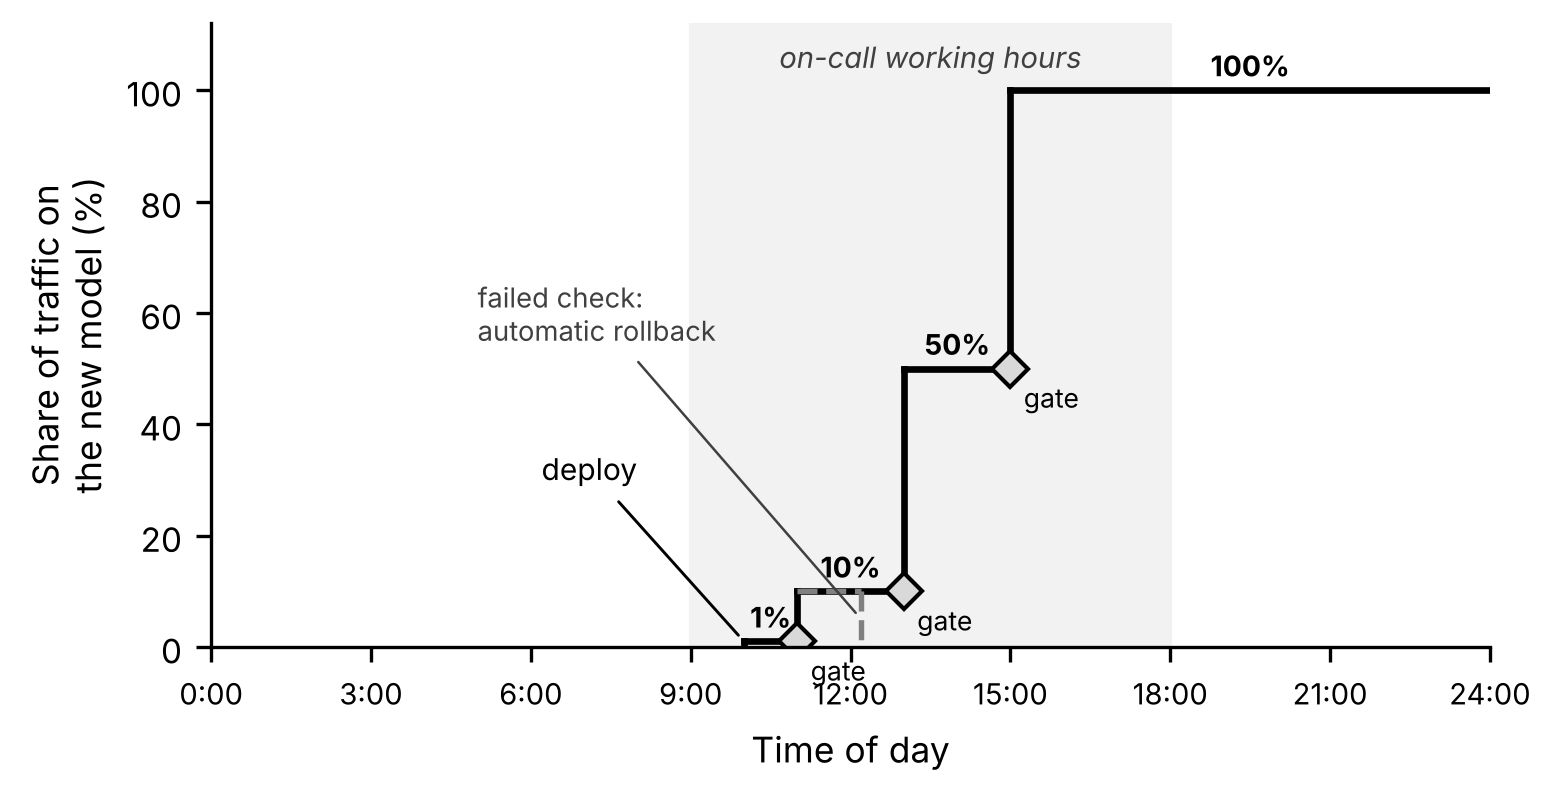 on-call working hours
100%
100
80
60
40
20
0
Share of traffic on
the new model (%)
failed check:
automatic rollback
50%
gate
deploy
10%
1%
gate
gate
0:00
3:00
6:00
9:00
12:00
15:00
18:00
21:00
24:00
Time of day